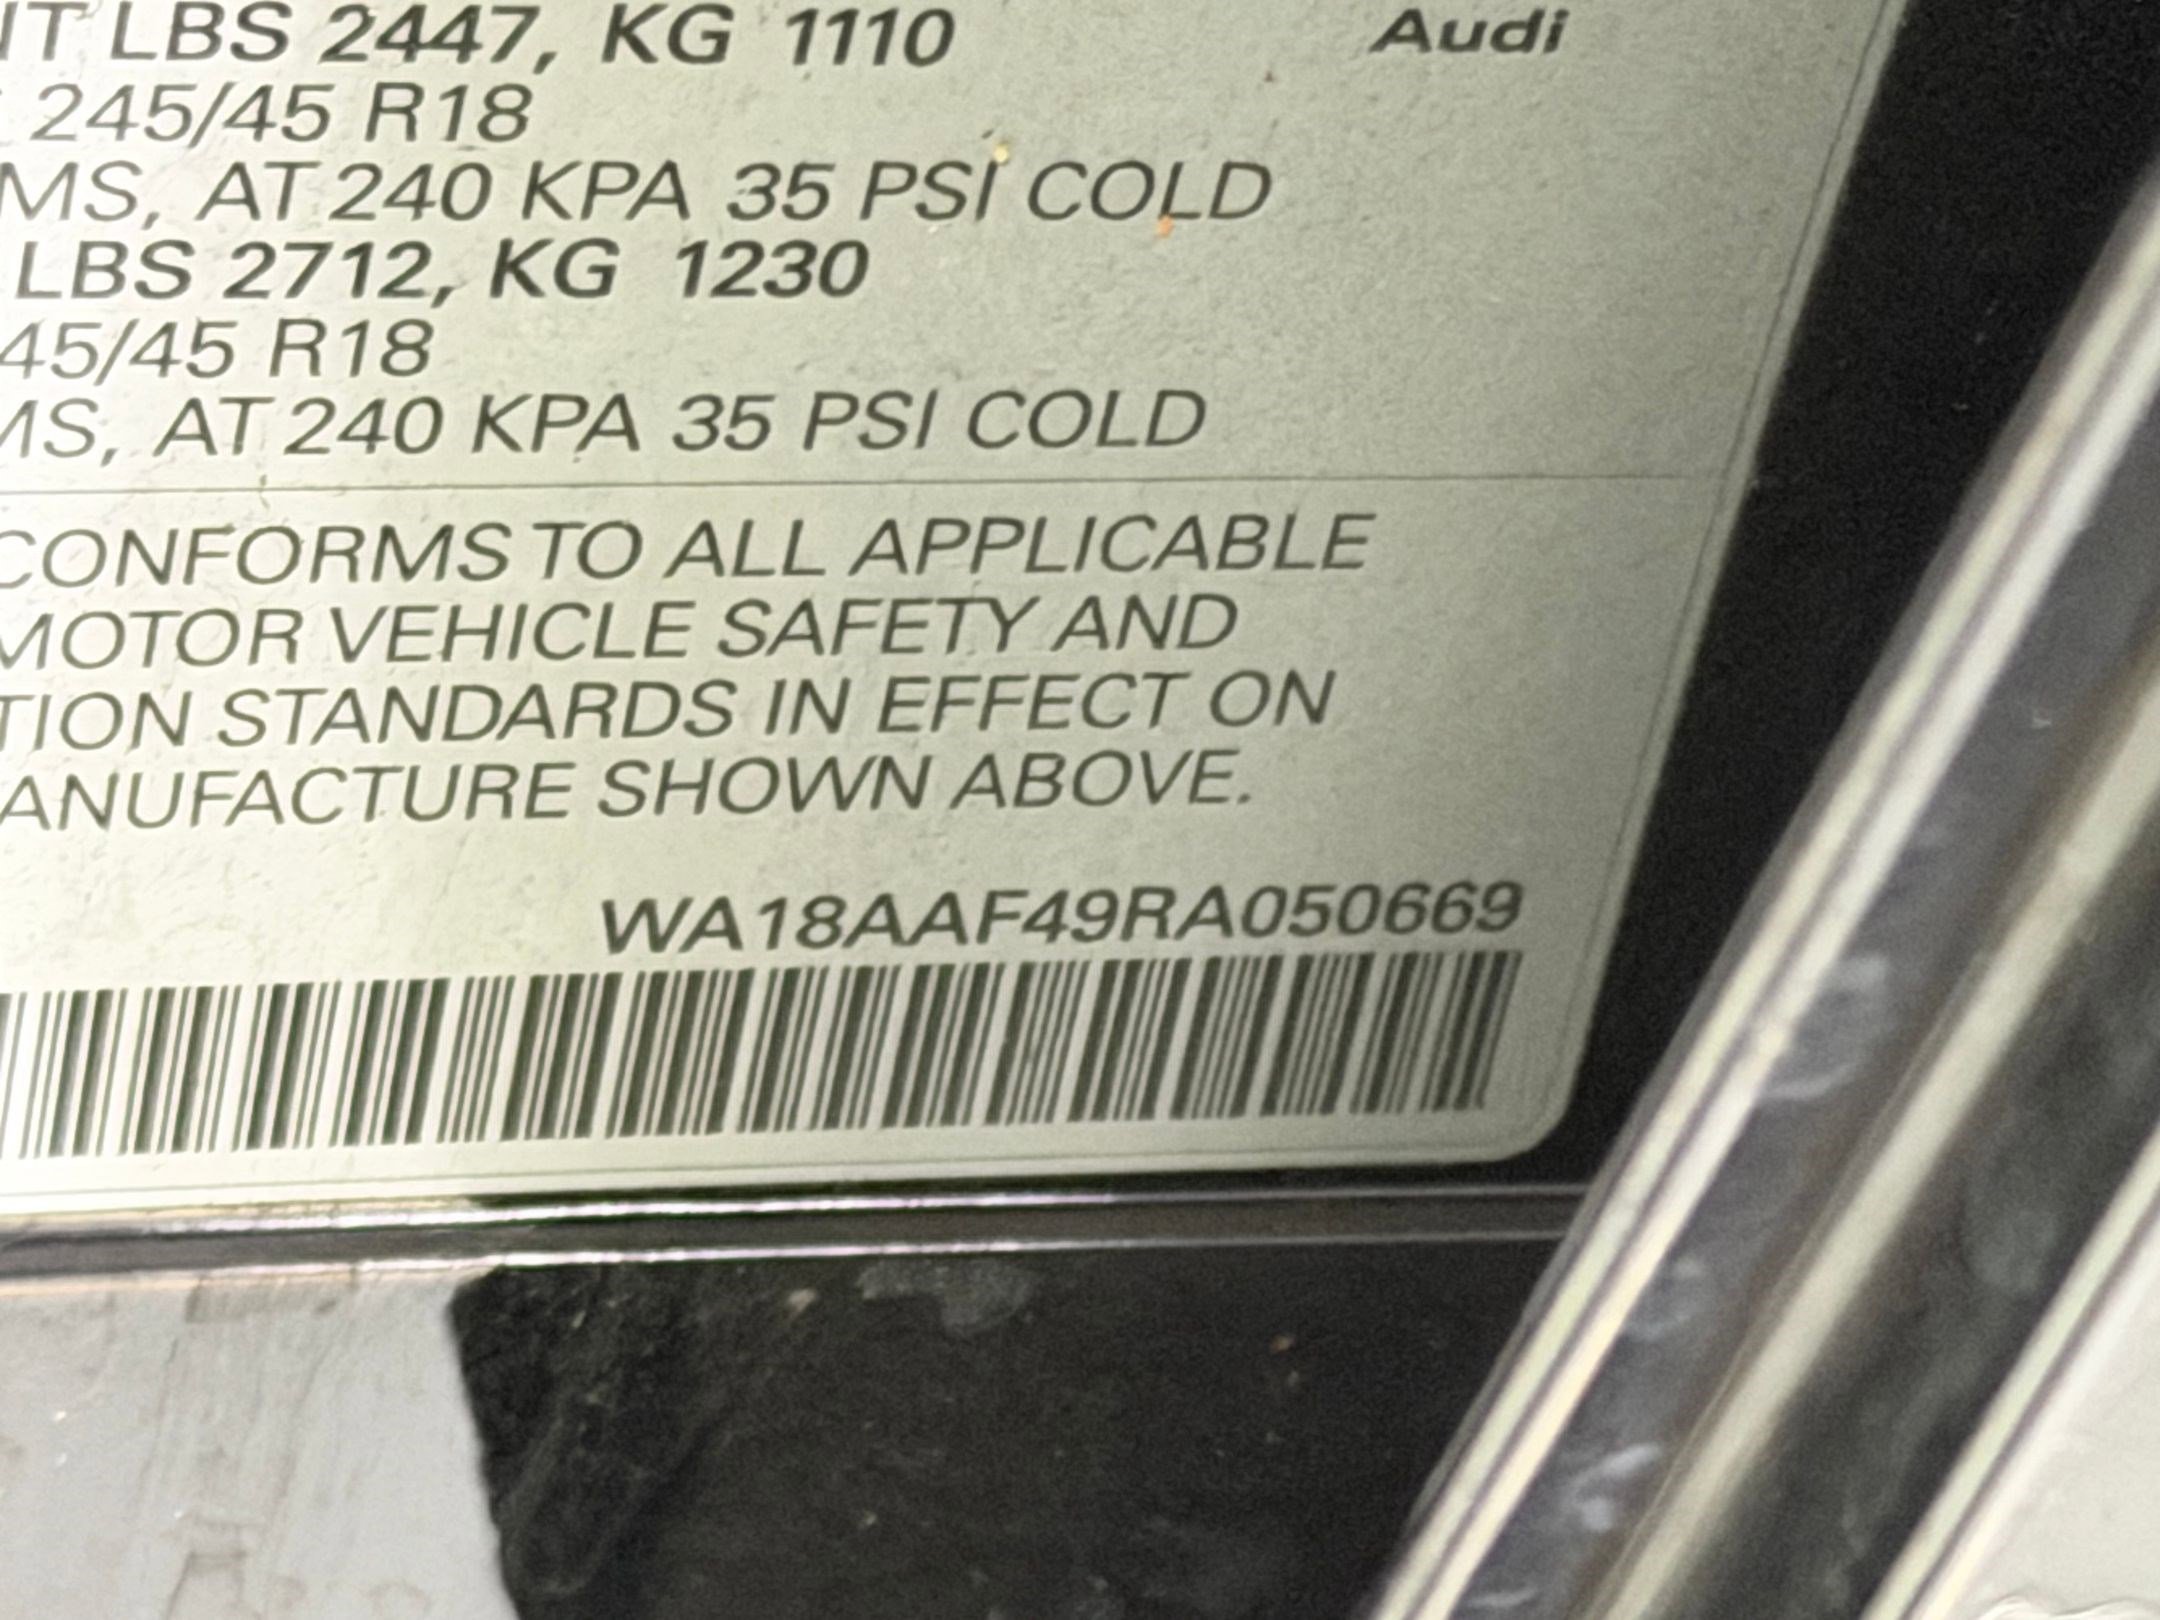 NT LBS 2447, KG 1110 Audi
245/45 R18
MS, AT 240 KPA 35 PSI COLD
LBS 2712, KG 1230
45/45 R18
MS, AT 240 KPA 35 PSI COLD
CONFORMS TO ALL APPLICABLE
MOTOR VEHICLE SAFETY AND
TION STANDARDS IN EFFECT ON
ANUFACTURE SHOWN ABOVE.
WA18AAF49RA050669